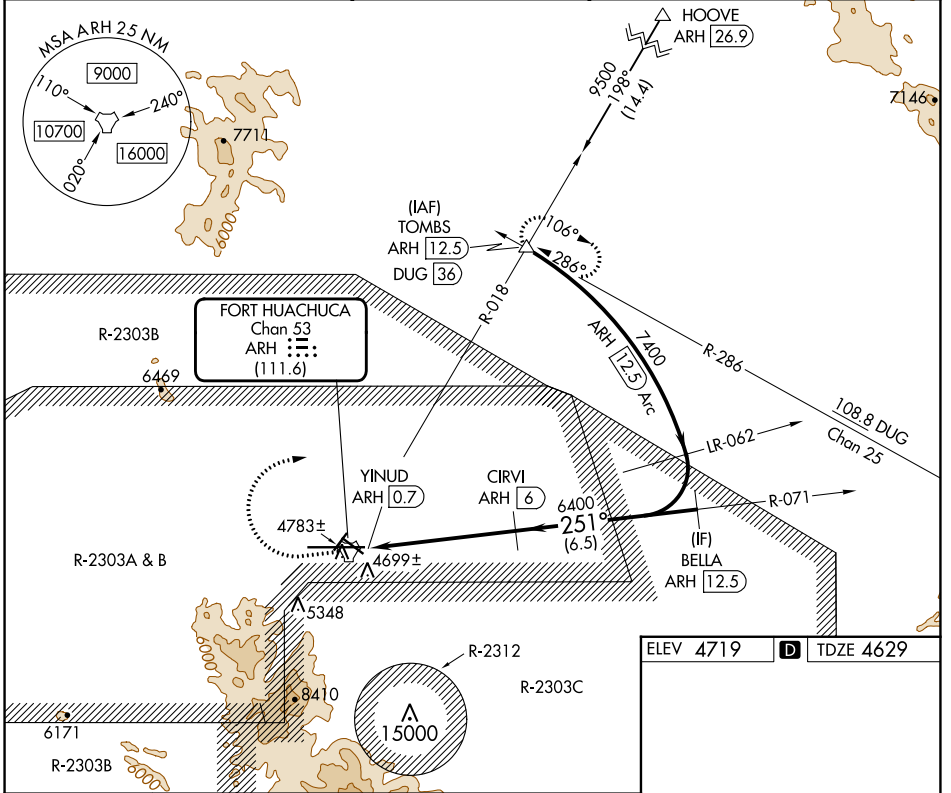 MSA ARH 25 NM
9000
110°
240°
10700
16000
020°
7711
6000
HOOVE
ARH 26.9
9500
198°
(14.4)
7146
(IAF)
TOMBS
ARH 12.5
DUG 36
106°
286°
R-018
7400
ARH 12.5 Arc
R-286
108.8 DUG
Chan 25
R-2303B
FORT HUACHUCA
Chan 53
ARH
(111.6)
6469
LR-062
YINUD
ARH 0.7
CIRVI
ARH 6
6400
251°
(6.5)
R-071
(IF)
BELLA
ARH 12.5
4783±
4699±
R-2303A & B
5348
6000
R-2312
R-2303C
8410
15000
6171
R-2303B
6000
ELEV 4719
D
TDZE 4629